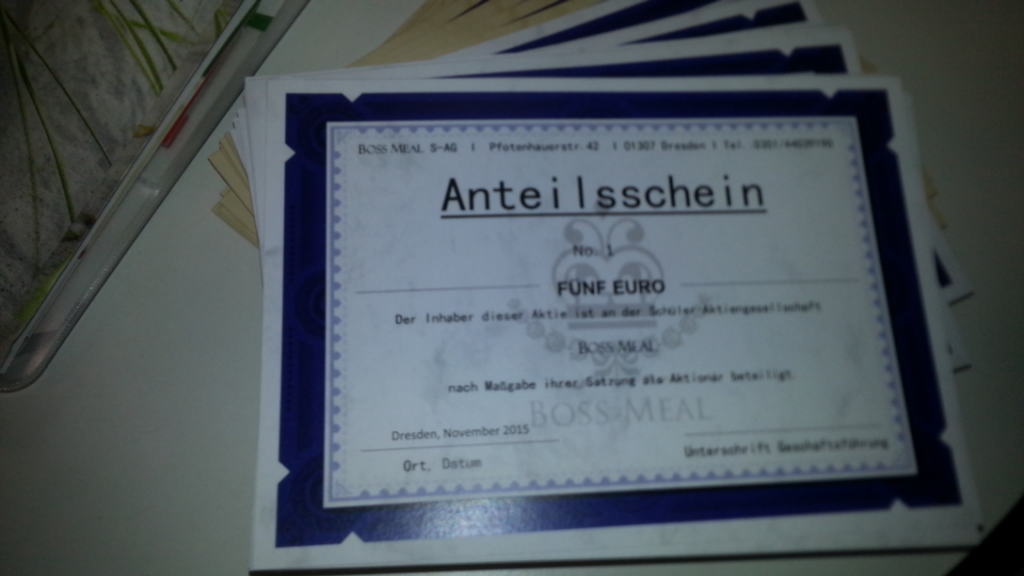 BOSS MEAL S-AG | Pfotenhauerstr. 42 | 01307 Dresden | Tel.
Anteilsschein
No. 1
FÜNF EURO
Der Inhaber dieser Aktie ist an der Schüler Aktiengesellschaft
BOSS MEAL
nach Maßgabe ihrer Satzung als Aktionär beteiligt.
BOSS MEAL
Dresden, November 2015
Ort, Datum
Unterschrift Geschäftsführung